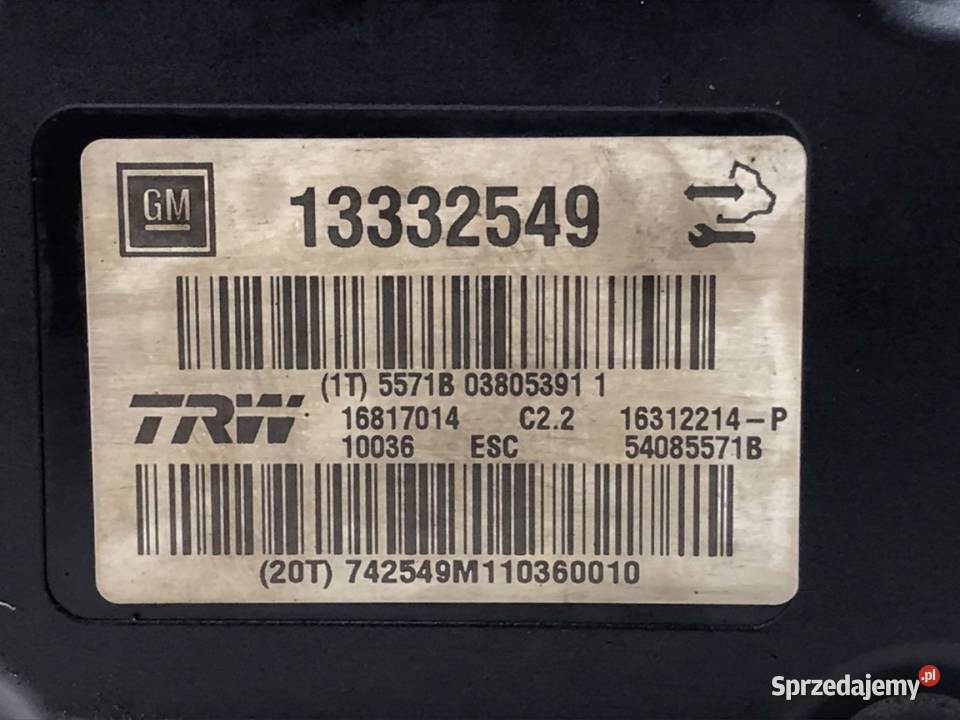 GM
13332549
(1T) 5571B 03805391 1
TRW
16817014 C2.2 16312214-P
10036 ESC 54085571B
(20T) 742549M110360010
Sprzedajemy.pl